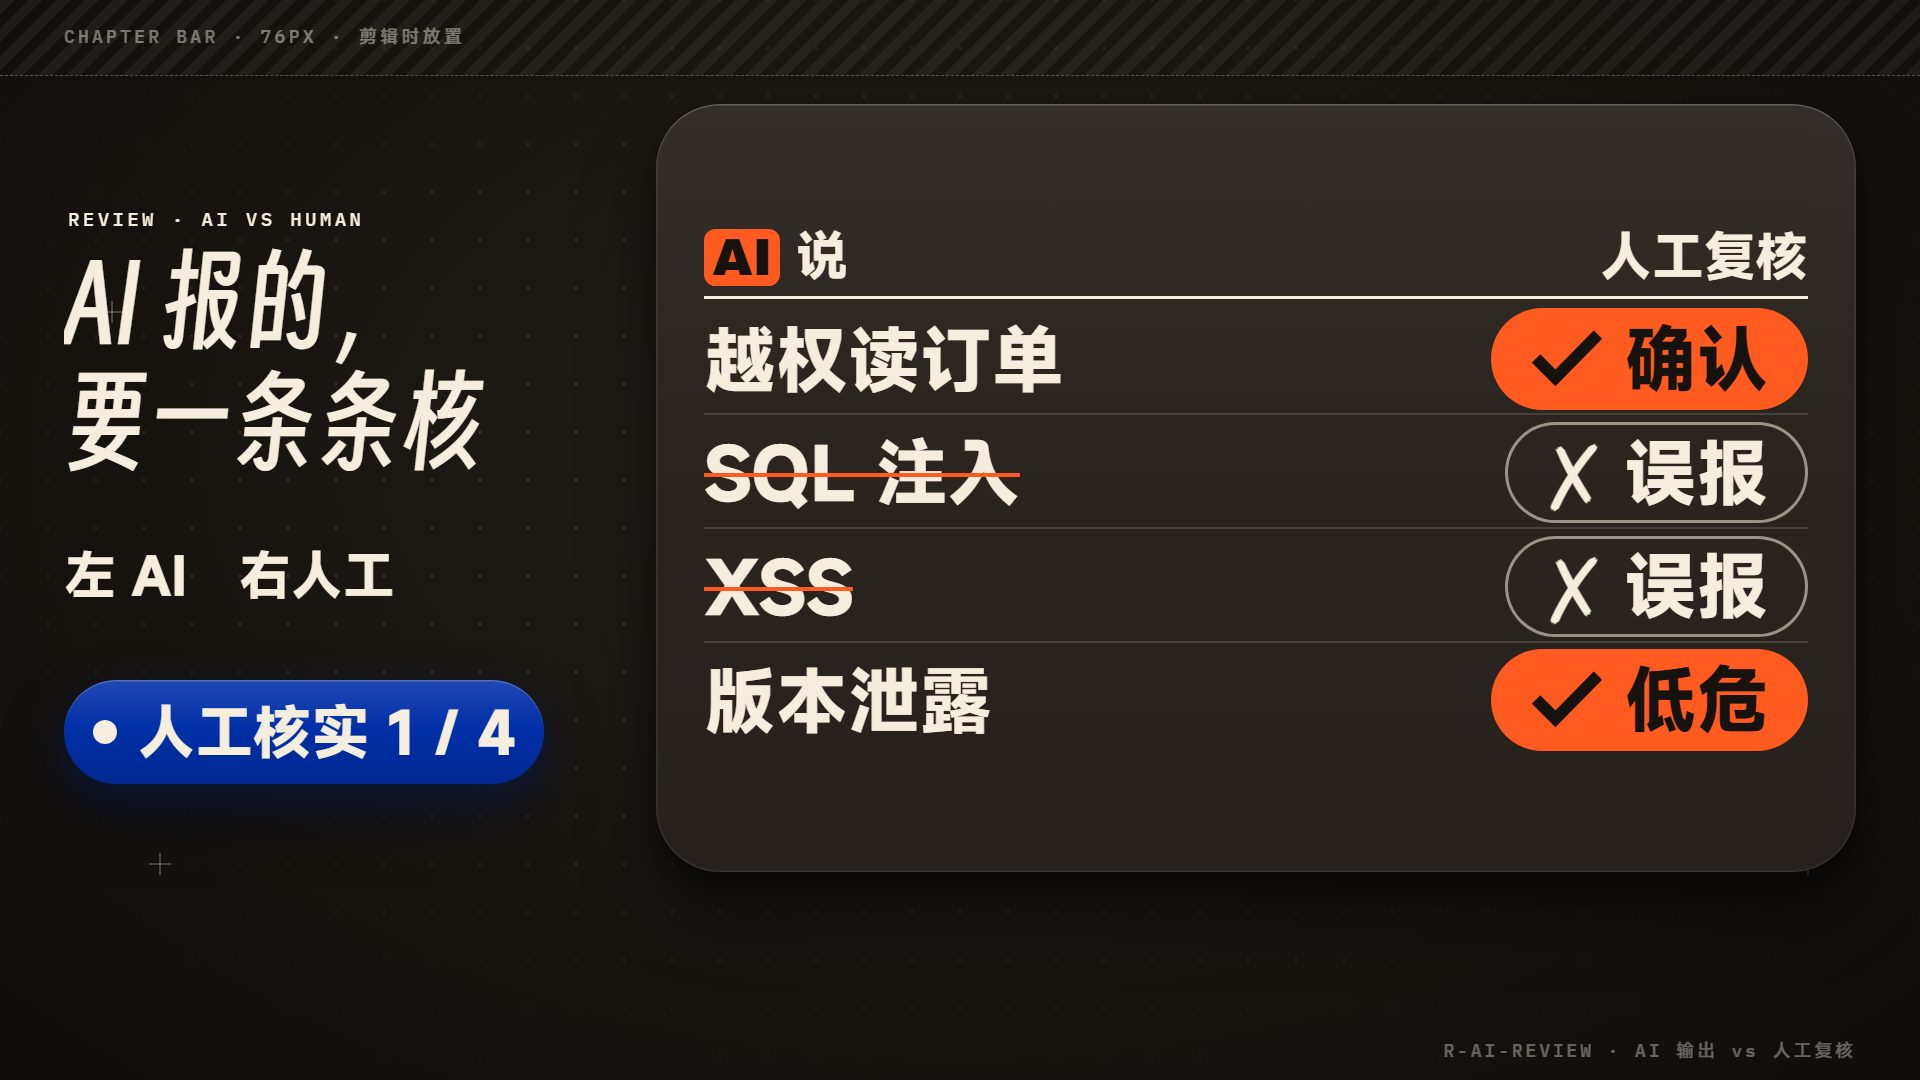 CHAPTER BAR · 76PX · 剪辑时放置
REVIEW · AI VS HUMAN
AI 报的，
要一条条核
左 AI 右人工
人工核实 1 / 4
AI 说 人工复核
越权读订单 ✓ 确认
SQL 注入 ✗ 误报
XSS ✗ 误报
版本泄露 ✓ 低危
R-AI-REVIEW · AI 输出 vs 人工复核